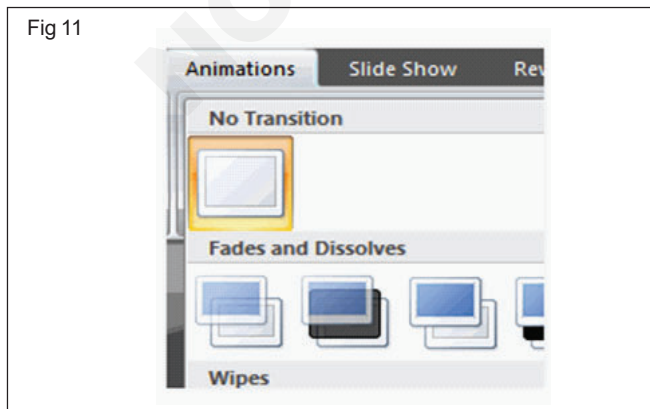 Fig 11
Animations Slide Show
No Transition
Fades and Dissolves
Wipes